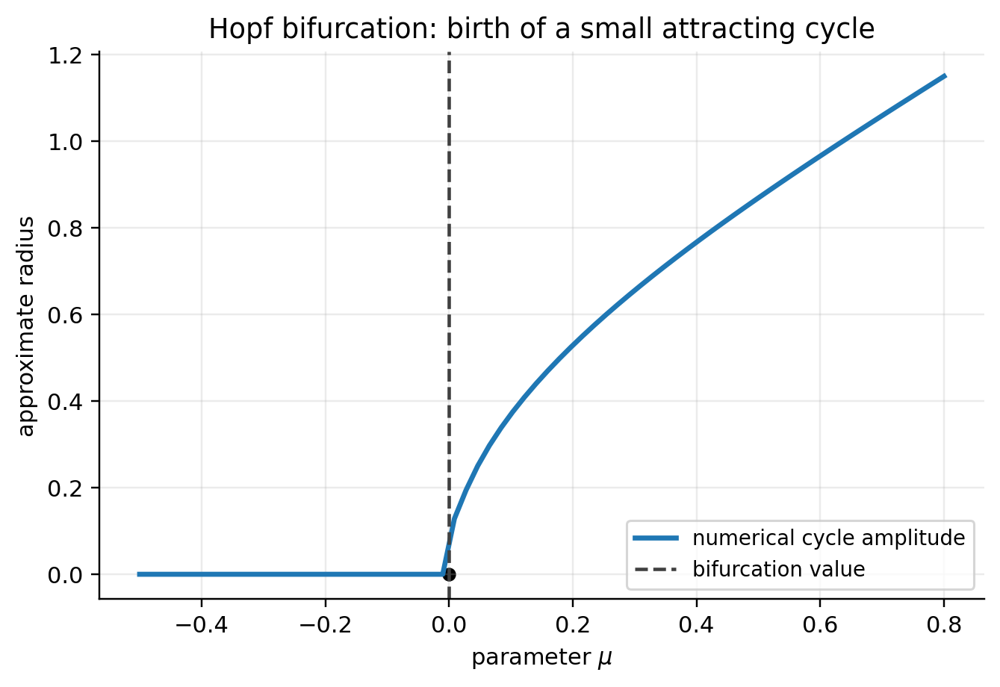 Hopf bifurcation: birth of a small attracting cycle
1.2
1.0
0.8
0.6
0.4
0.2
0.0
approximate radius
numerical cycle amplitude
bifurcation value
−0.4 −0.2 0.0 0.2 0.4 0.6 0.8
parameter μ